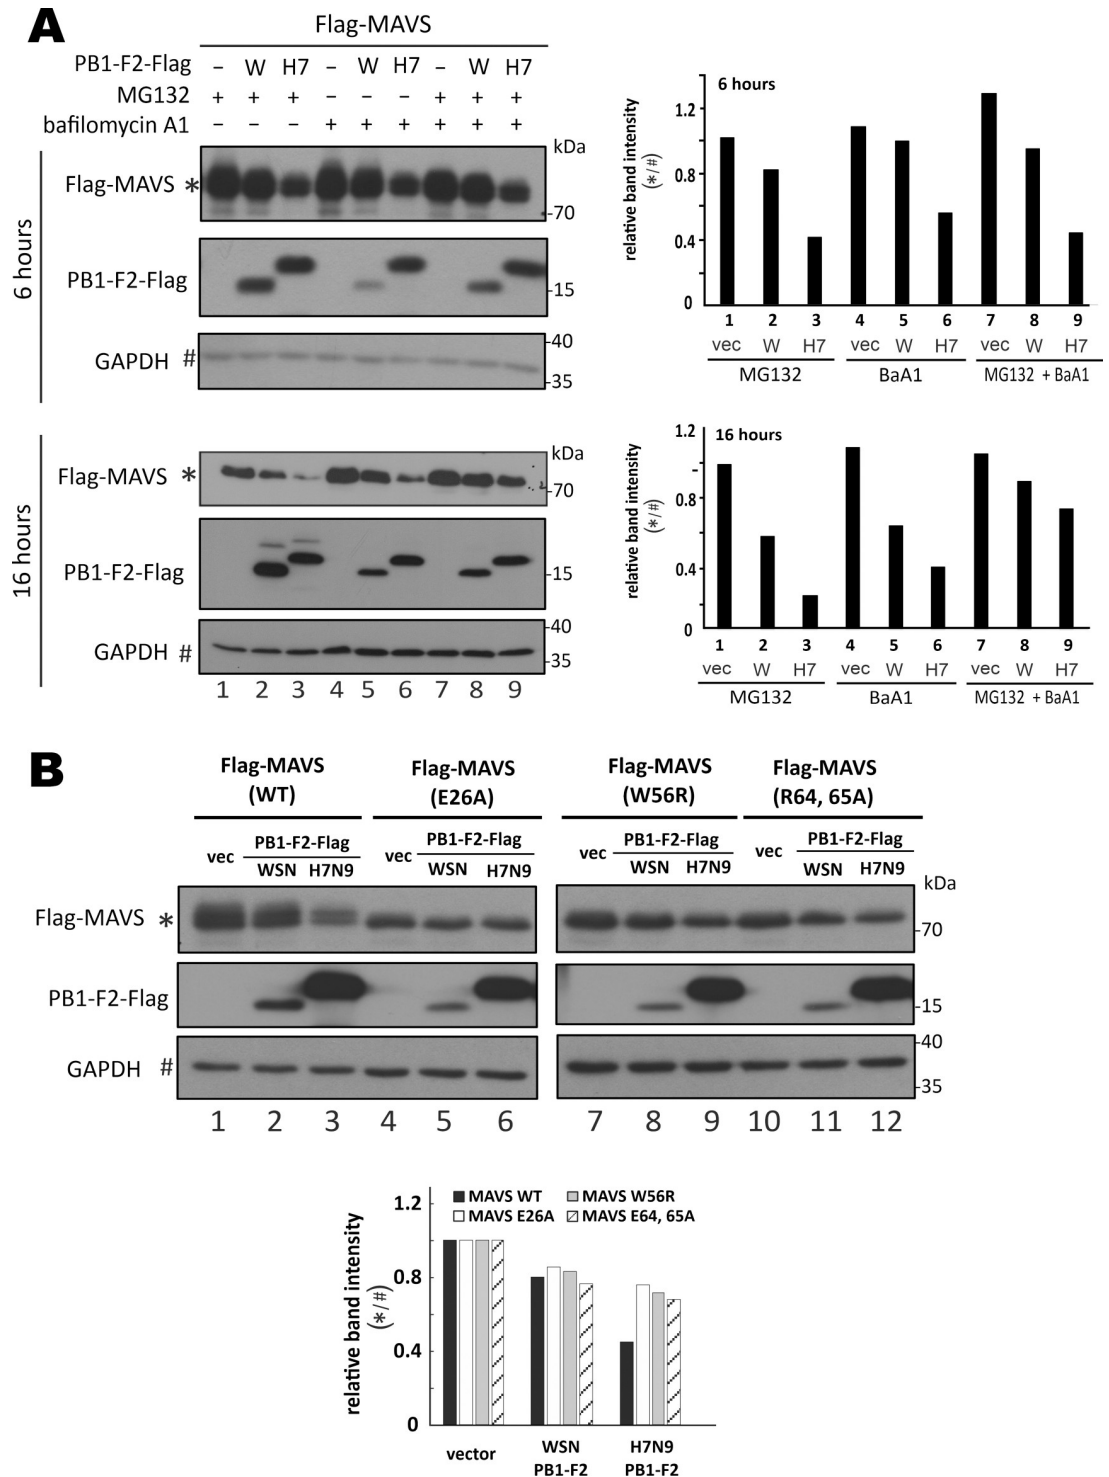 A
Flag-MAVS
PB1-F2-Flag – W H7 – W H7 – W H7
MG132 + + + – – – + + +
bafilomycin A1 – – – + + + + + +
6 hours
kDa
Flag-MAVS *
-70
PB1-F2-Flag
-15
GAPDH #
-40
-35
16 hours
kDa
Flag-MAVS *
-70
PB1-F2-Flag
-15
GAPDH #
-40
-35
1 2 3 4 5 6 7 8 9
6 hours
relative band intensity
(*/#)
1.2
0.8
0.4
0
1 2 3 4 5 6 7 8 9
vec W H7 vec W H7 vec W H7
MG132 BaA1 MG132 + BaA1
16 hours
relative band intensity
(*/#)
1.2
0.8
0.4
0
1 2 3 4 5 6 7 8 9
vec W H7 vec W H7 vec W H7
MG132 BaA1 MG132 + BaA1
B
Flag-MAVS Flag-MAVS Flag-MAVS Flag-MAVS
(WT) (E26A) (W56R) (R64, 65A)
vec PB1-F2-Flag vec PB1-F2-Flag vec PB1-F2-Flag vec PB1-F2-Flag
WSN H7N9 WSN H7N9 WSN H7N9 WSN H7N9
kDa
Flag-MAVS *
-70
PB1-F2-Flag
-15
GAPDH #
-40
-35
1 2 3 4 5 6 7 8 9 10 11 12
relative band intensity
(*/#)
1.2
0.8
0.4
0
MAVS WT MAVS W56R
MAVS E26A MAVS E64, 65A
vector WSN H7N9
PB1-F2 PB1-F2